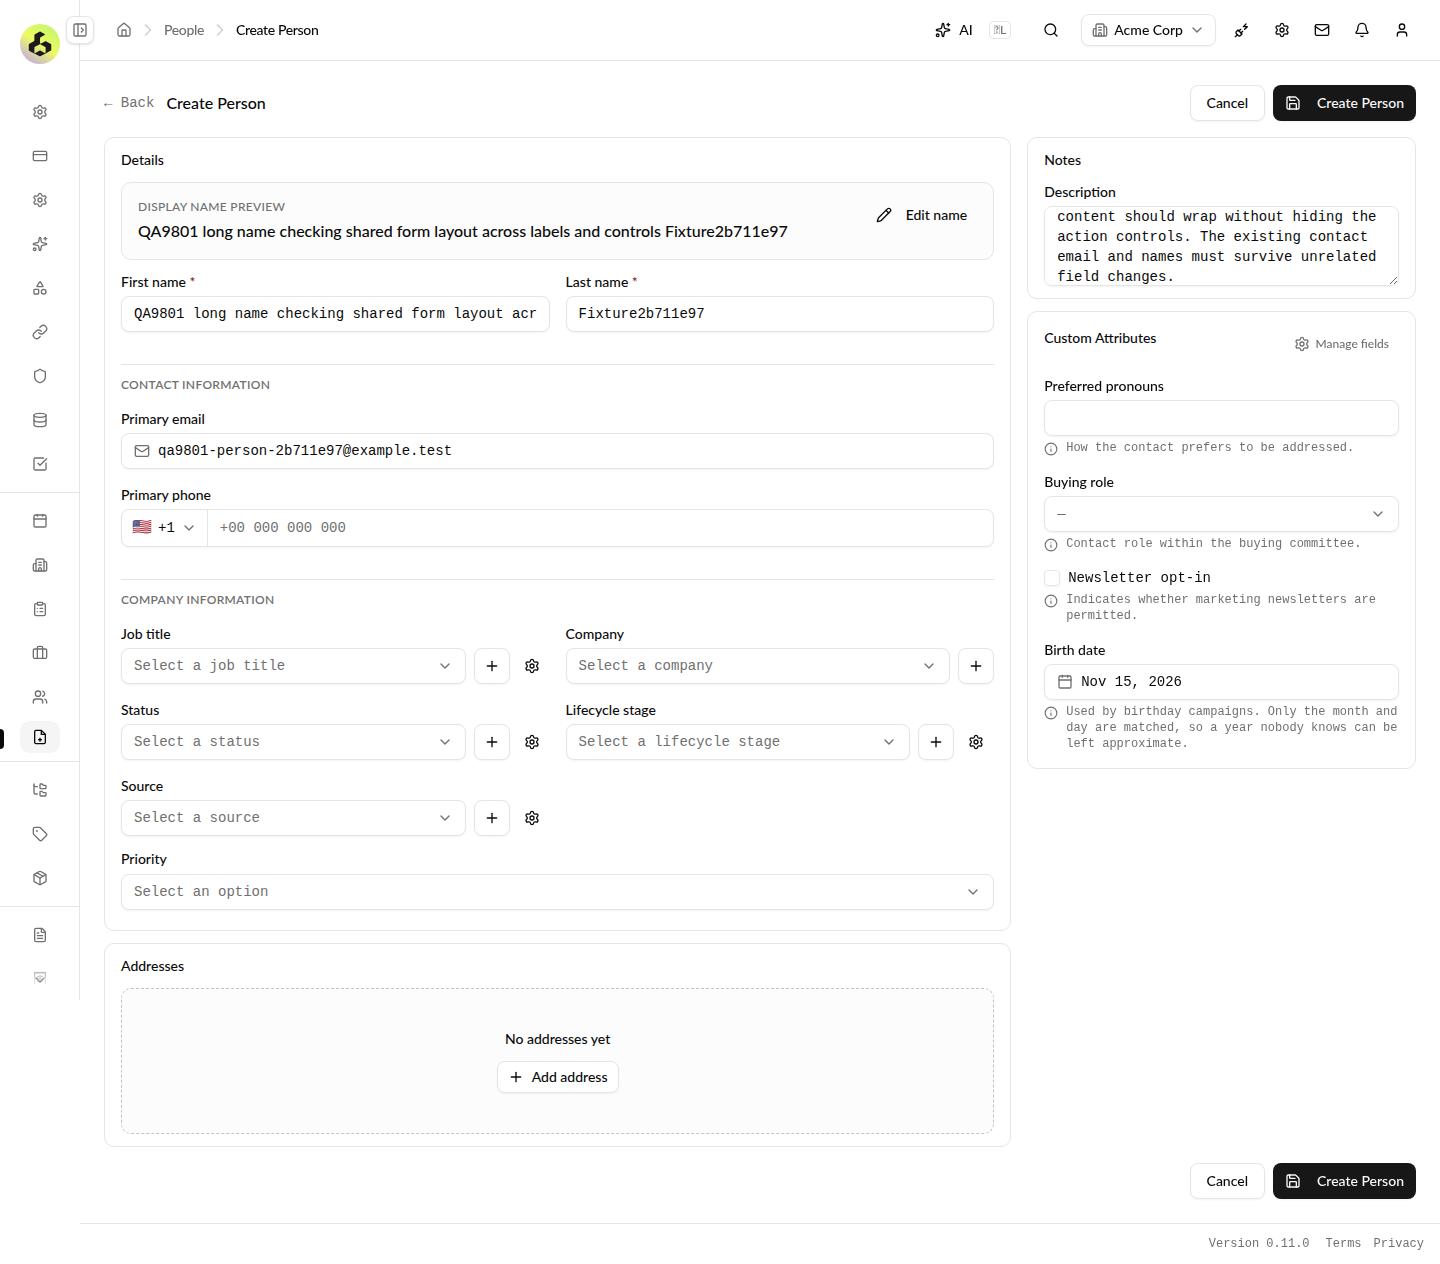 People
Create Person
AI
L
Acme Corp
← Back
Create Person
Cancel
Create Person
Details
DISPLAY NAME PREVIEW
QA9801 long name checking shared form layout across labels and controls Fixture2b711e97
Edit name
First name *
Last name *
QA9801 long name checking shared form layout acr
Fixture2b711e97
CONTACT INFORMATION
Primary email
qa9801-person-2b711e97@example.test
Primary phone
+1
+00 000 000 000
COMPANY INFORMATION
Job title
Company
Select a job title
Select a company
Status
Lifecycle stage
Select a status
Select a lifecycle stage
Source
Select a source
Priority
Select an option
Addresses
No addresses yet
Add address
Notes
Description
content should wrap without hiding the
action controls. The existing contact
email and names must survive unrelated
field changes.
Custom Attributes
Manage fields
Preferred pronouns
How the contact prefers to be addressed.
Buying role
—
Contact role within the buying committee.
Newsletter opt-in
Indicates whether marketing newsletters are
permitted.
Birth date
Nov 15, 2026
Used by birthday campaigns. Only the month and
day are matched, so a year nobody knows can be
left approximate.
Cancel
Create Person
Version 0.11.0
Terms
Privacy